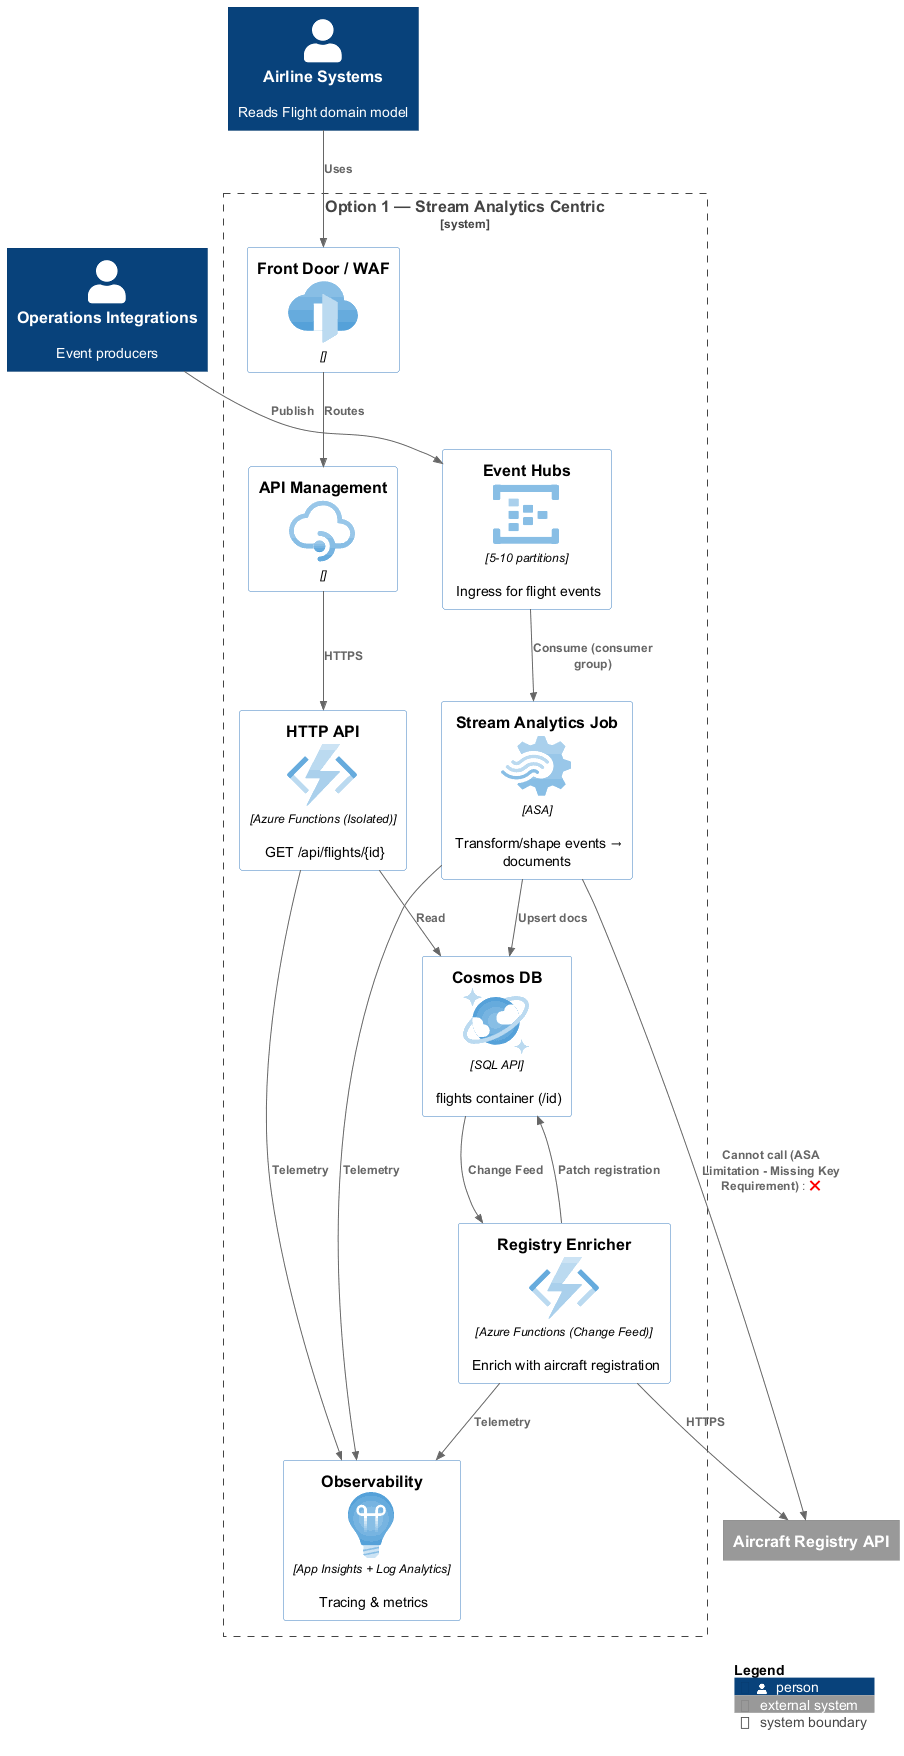 Airline Systems
Reads Flight domain model
Uses
Option 1 — Stream Analytics Centric
[system]
Front Door / WAF
[]
Operations Integrations
Event producers
Publish
Routes
API Management
[]
Event Hubs
[5-10 partitions]
Ingress for flight events
HTTPS
Consume (consumer
group)
HTTP API
[Azure Functions (Isolated)]
GET /api/flights/{id}
Stream Analytics Job
[ASA]
Transform/shape events →
documents
Read
Upsert docs
Cosmos DB
[SQL API]
flights container (/id)
Telemetry
Telemetry
Change Feed
Patch registration
Cannot call (ASA
Limitation - Missing Key
Requirement) : ❌
Registry Enricher
[Azure Functions (Change Feed)]
Enrich with aircraft registration
Telemetry
HTTPS
Observability
[App Insights + Log Analytics]
Tracing & metrics
Aircraft Registry API
Legend
person
external system
system boundary